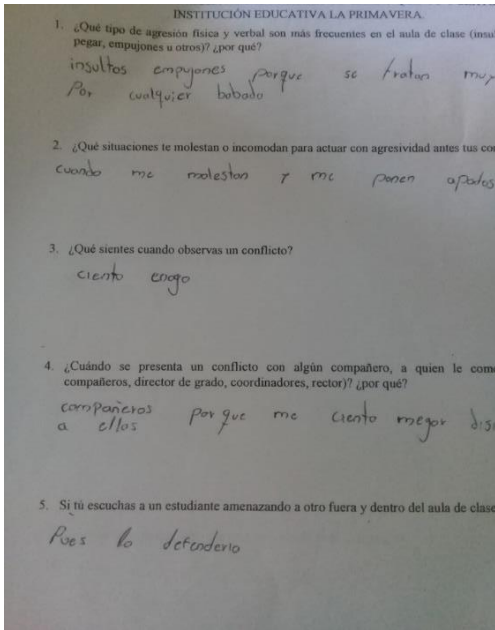 INSTITUCIÓN EDUCATIVA LA PRIMAVERA.
1. ¿Qué tipo de agresión física y verbal son más frecuentes en el aula de clase (insu
pegar, empujones u otros)? ¿por qué?
insultos empujones porque se tratan muy
Por cualquier bobado
2. ¿Qué situaciones te molestan o incomodan para actuar con agresividad antes tus co
cuando me molestan y me ponen apodos
3. ¿Qué sientes cuando observas un conflicto?
ciento enogo
4. ¿Cuándo se presenta un conflicto con algún compañero, a quien le com
compañeros, director de grado, coordinadores, rector)? ¿por qué?
compañeros porque me ciento megor
a ellos
5. Si tú escuchas a un estudiante amenazando a otro fuera y dentro del aula de clase
Pues lo defenderio